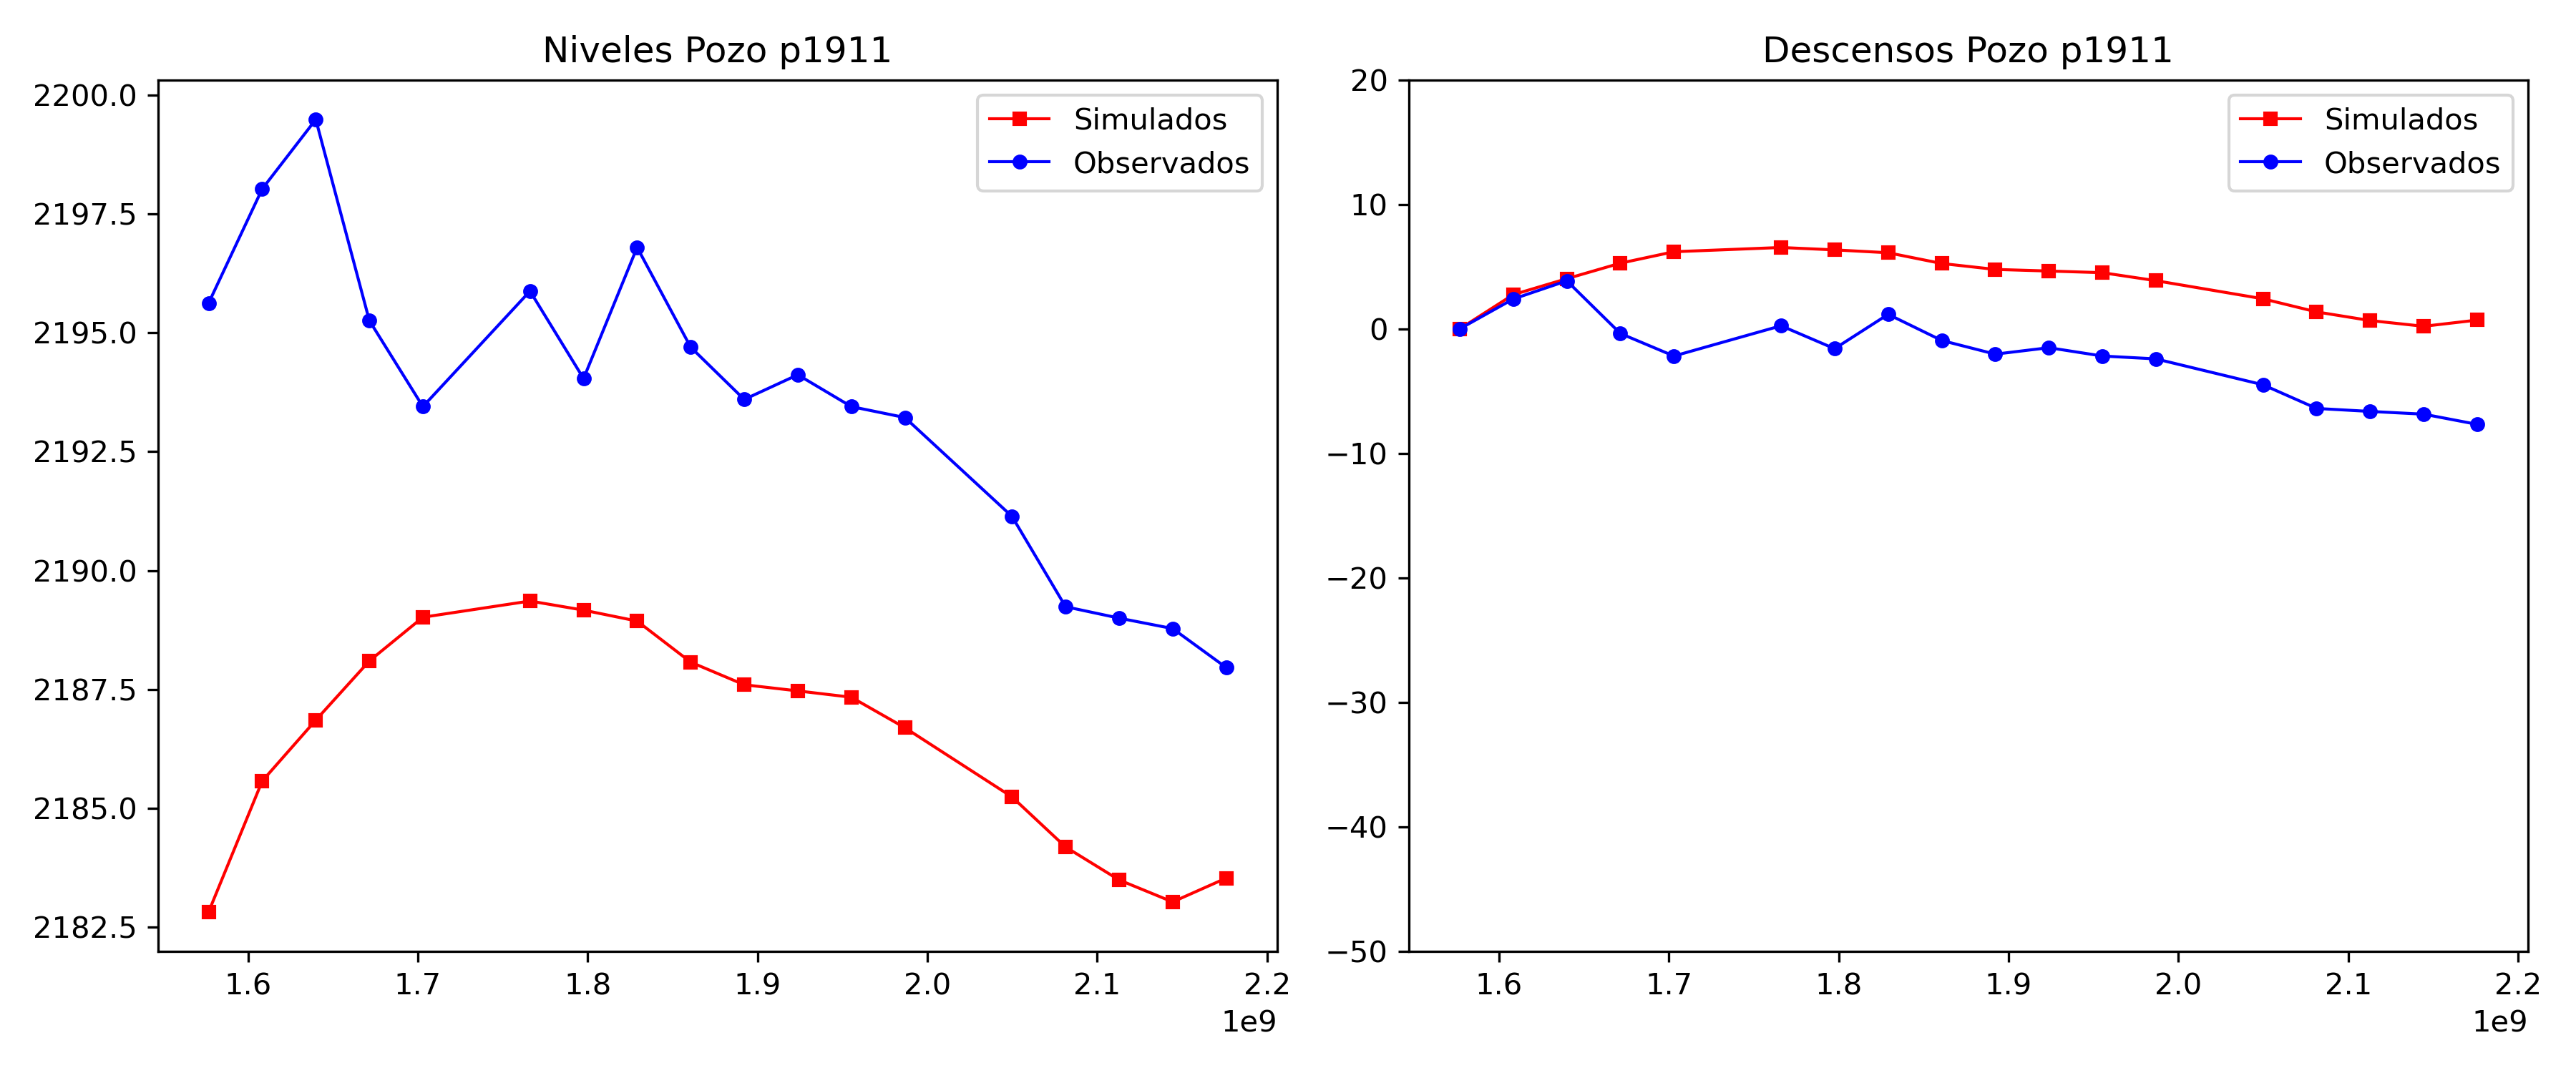 Niveles Pozo p1911
2200.0
2197.5
2195.0
2192.5
2190.0
2187.5
2185.0
2182.5
Simulados
Observados
1.6 1.7 1.8 1.9 2.0 2.1 2.2
1e9
Descensos Pozo p1911
20
10
0
−10
−20
−30
−40
−50
Simulados
Observados
1.6 1.7 1.8 1.9 2.0 2.1 2.2
1e9